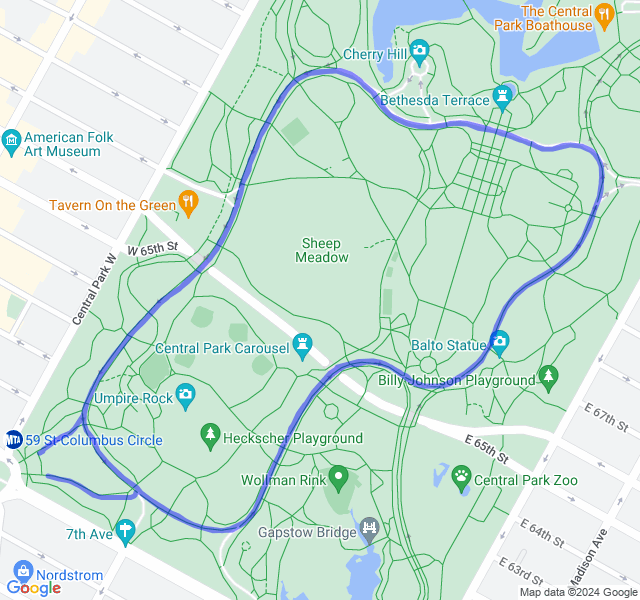 The Central
Park Boathouse
Cherry Hill
Bethesda Terrace
American Folk
Art Museum
Tavern On the Green
W 65th St
Sheep
Meadow
Central Park W
Central Park Carousel
Balto Statue
Billy Johnson Playground
Umpire Rock
E 67th St
MTA
59 St-Columbus Circle
Heckscher Playground
E 65th St
Wollman Rink
Central Park Zoo
7th Ave
Gapstow Bridge
E 64th St
Madison Ave
E 63rd St
Nordstrom
Google
Map data ©2024 Google